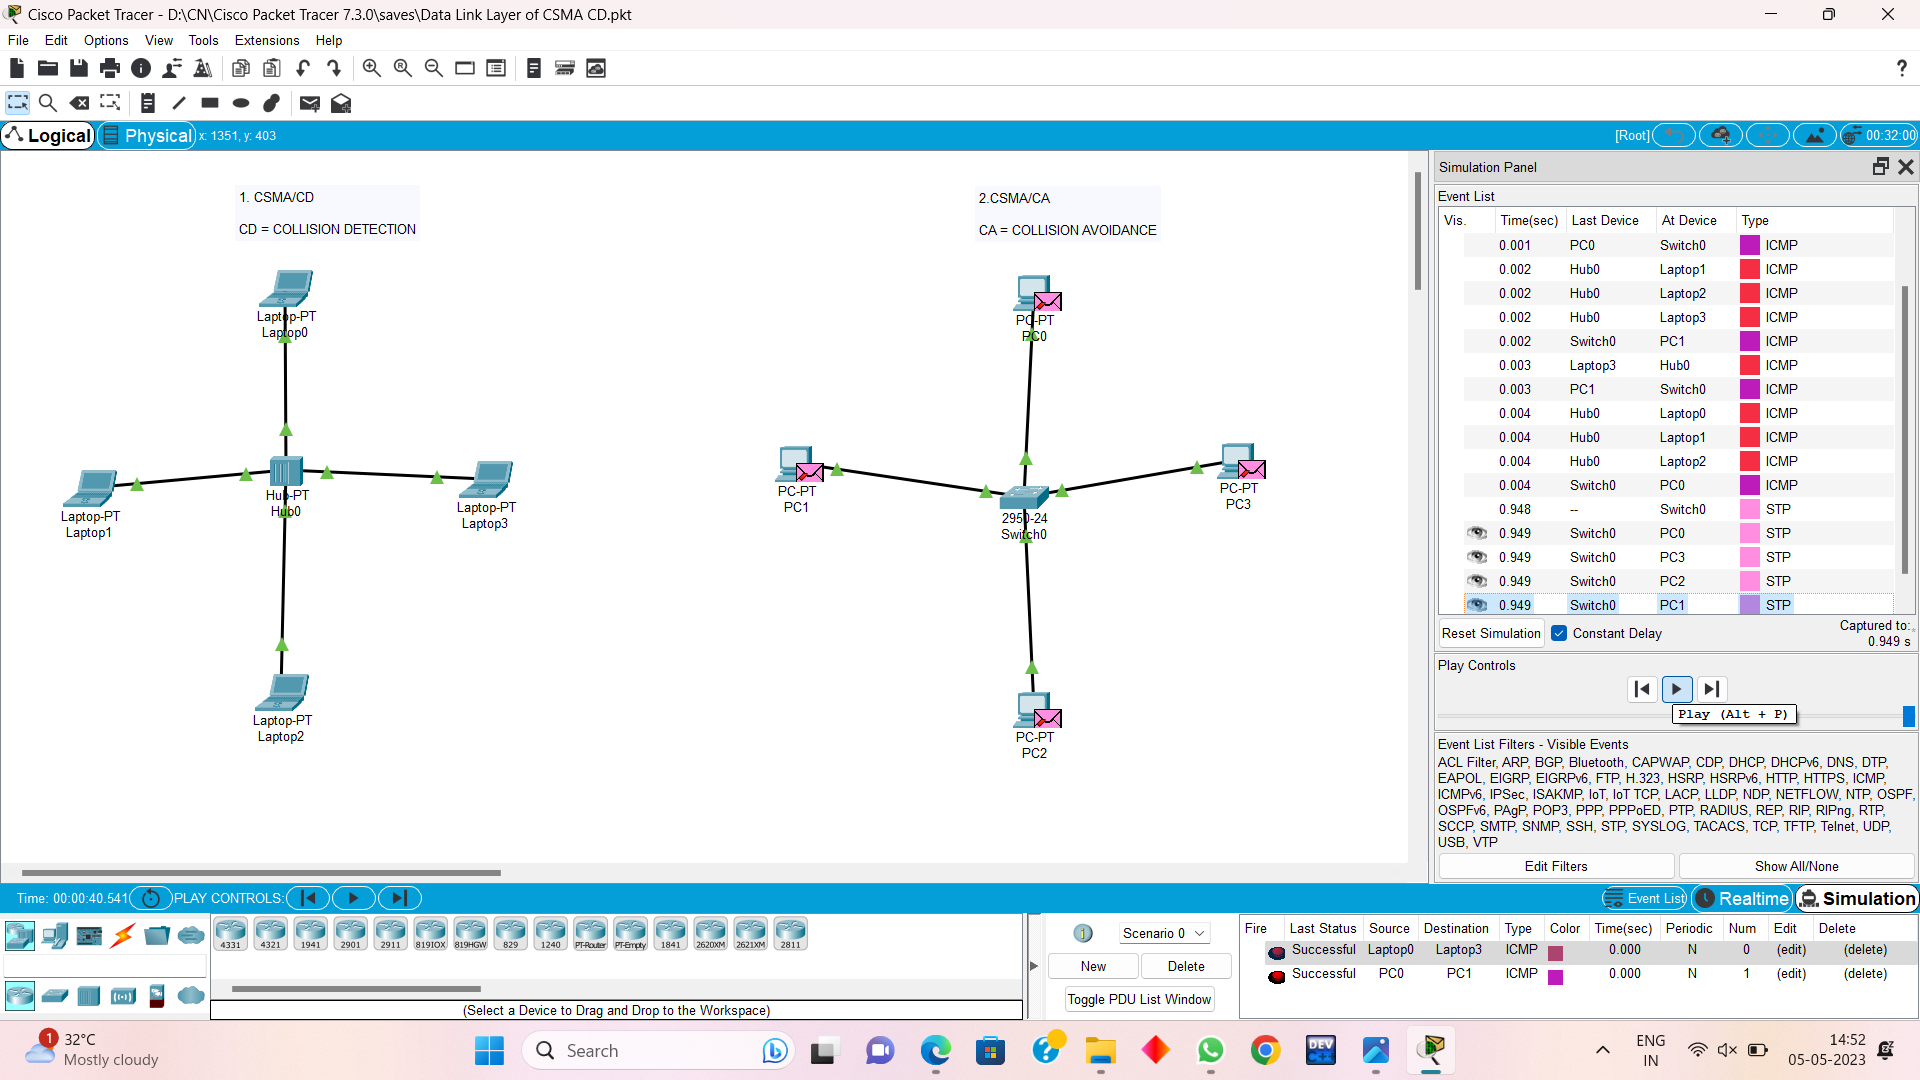 Cisco Packet Tracer - D:\CN\Cisco Packet Tracer 7.3.0\saves\Data Link Layer of CSMA CD.pkt
File Edit Options View Tools Extensions Help
?
Logical Physical x: 1351, y: 403 [Root] 00:32:00
1. CSMA/CD
CD = COLLISION DETECTION
2.CSMA/CA
CA = COLLISION AVOIDANCE
Laptop-PT
Laptop0
Laptop-PT
Laptop1
Hub-PT
Hub0
Laptop-PT
Laptop3
Laptop-PT
Laptop2
PC-PT
PC0
PC-PT
PC1
2950-24
Switch0
PC-PT
PC3
PC-PT
PC2
Simulation Panel
Event List
Vis. Time(sec) Last Device At Device Type
0.001 PC0 Switch0 ICMP
0.002 Hub0 Laptop1 ICMP
0.002 Hub0 Laptop2 ICMP
0.002 Hub0 Laptop3 ICMP
0.002 Switch0 PC1 ICMP
0.003 Laptop3 Hub0 ICMP
0.003 PC1 Switch0 ICMP
0.004 Hub0 Laptop0 ICMP
0.004 Hub0 Laptop1 ICMP
0.004 Hub0 Laptop2 ICMP
0.004 Switch0 PC0 ICMP
0.948 -- Switch0 STP
0.949 Switch0 PC0 STP
0.949 Switch0 PC3 STP
0.949 Switch0 PC2 STP
0.949 Switch0 PC1 STP
Reset Simulation Constant Delay Captured to:
0.949 s
Play Controls
Play (Alt + P)
Event List Filters - Visible Events
ACL Filter, ARP, BGP, Bluetooth, CAPWAP, CDP, DHCP, DHCPv6, DNS, DTP,
EAPOL, EIGRP, EIGRPv6, FTP, H.323, HSRP, HSRPv6, HTTP, HTTPS, ICMP,
ICMPv6, IPSec, ISAKMP, IoT, IoT TCP, LACP, LLDP, NDP, NETFLOW, NTP, OSPF,
OSPFv6, PAgP, POP3, PPP, PPPoED, PTP, RADIUS, REP, RIP, RIPng, RTP,
SCCP, SMTP, SNMP, SSH, STP, SYSLOG, TACACS, TCP, TFTP, Telnet, UDP,
USB, VTP
Edit Filters Show All/None
Time: 00:00:40.541 PLAY CONTROLS: Event List Realtime Simulation
4331 4321 1941 2901 2911 819IOX 819HGW 829 1240 PT-Router PT-Empty 1841 2620XM 2621XM 2811
(Select a Device to Drag and Drop to the Workspace)
Scenario 0
New Delete
Toggle PDU List Window
Fire Last Status Source Destination Type Color Time(sec) Periodic Num Edit Delete
Successful Laptop0 Laptop3 ICMP 0.000 N 0 (edit) (delete)
Successful PC0 PC1 ICMP 0.000 N 1 (edit) (delete)
1 32°C
Mostly cloudy
Search
DEV
ENG
IN
14:52
05-05-2023